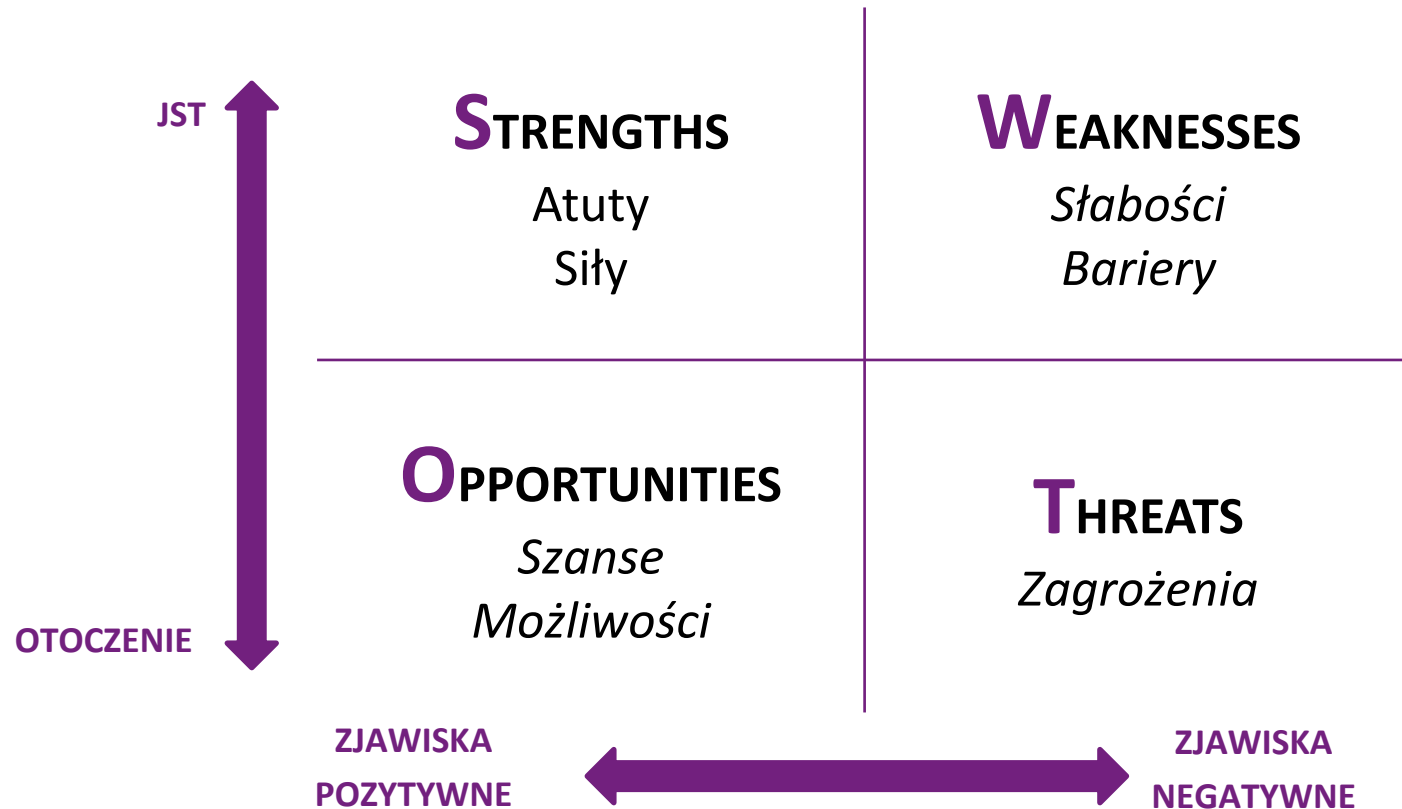 JST
STRENGTHS
Atuty
Siły
WEAKNESSES
Słabości
Bariery
OPPORTUNITIES
Szanse
Możliwości
THREATS
Zagrożenia
OTOCZENIE
ZJAWISKA
POZYTYWNE
ZJAWISKA
NEGATYWNE